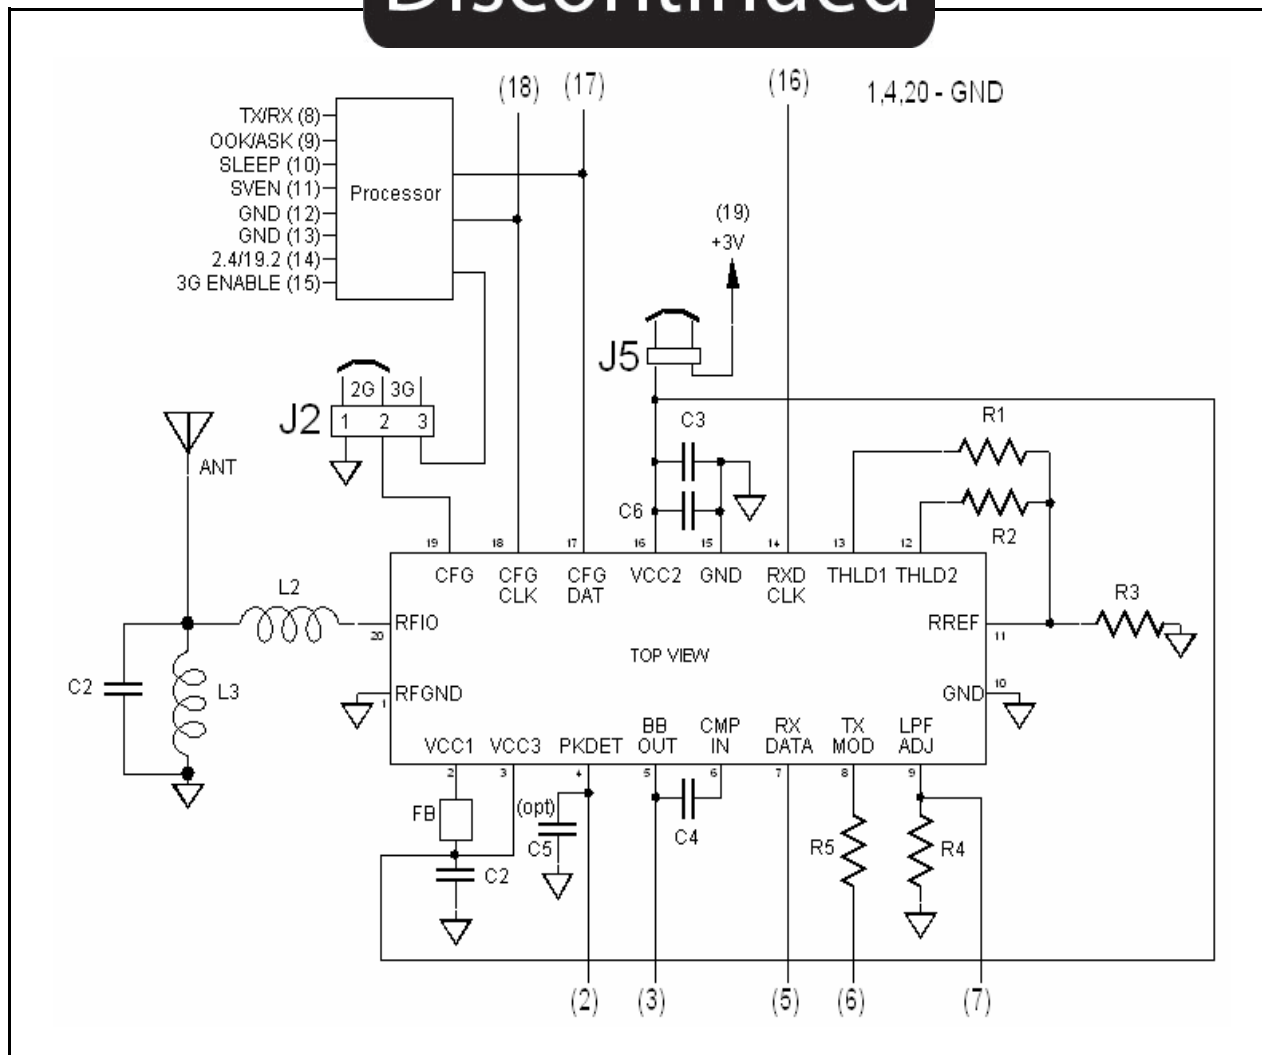 Discontinued
(18) (17) (16) 1,4,20 - GND
TX/RX (8)
OOK/ASK (9)
SLEEP (10)
SVEN (11)
GND (12)
GND (13)
2.4/19.2 (14)
3G ENABLE (15)
Processor
(19)
+3V
J5
2G 3G
J2 1 2 3
ANT
C3
C6
R1
R2
R3
19 18 17 16 15 14 13 12
CFG CFG CLK CFG DAT VCC2 GND RXD CLK THLD1 THLD2
L2
RFIO
20
RREF
11
TOP VIEW
C2
L3
RFGND
1
GND
10
VCC1 VCC3 PKDET BB OUT CMP IN RX DATA TX MOD LPF ADJ
2 3 4 5 6 7 8 9
FB
(opt)
C5
C4
C2
R5
R4
(2) (3) (5) (6) (7)